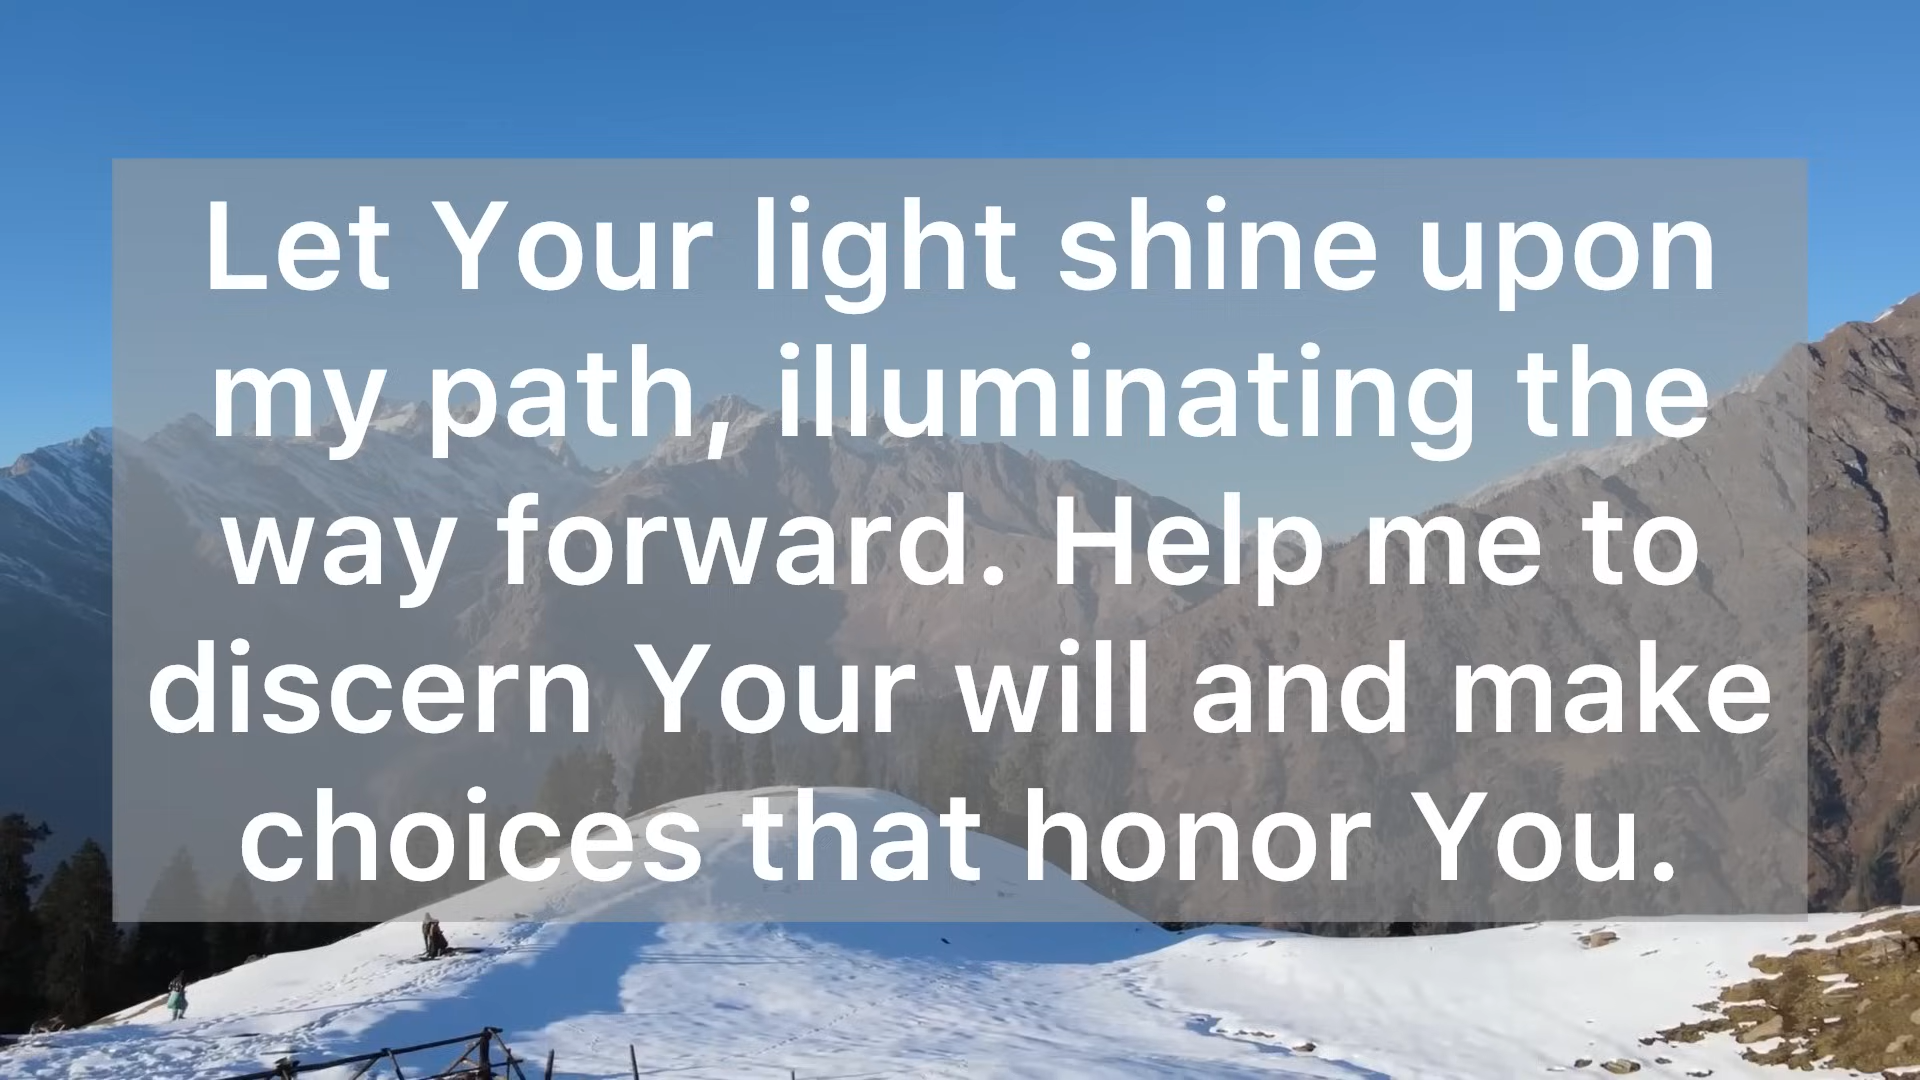 Let Your light shine upon
my path, illuminating the
way forward. Help me to
discern Your will and make
choices that honor You.